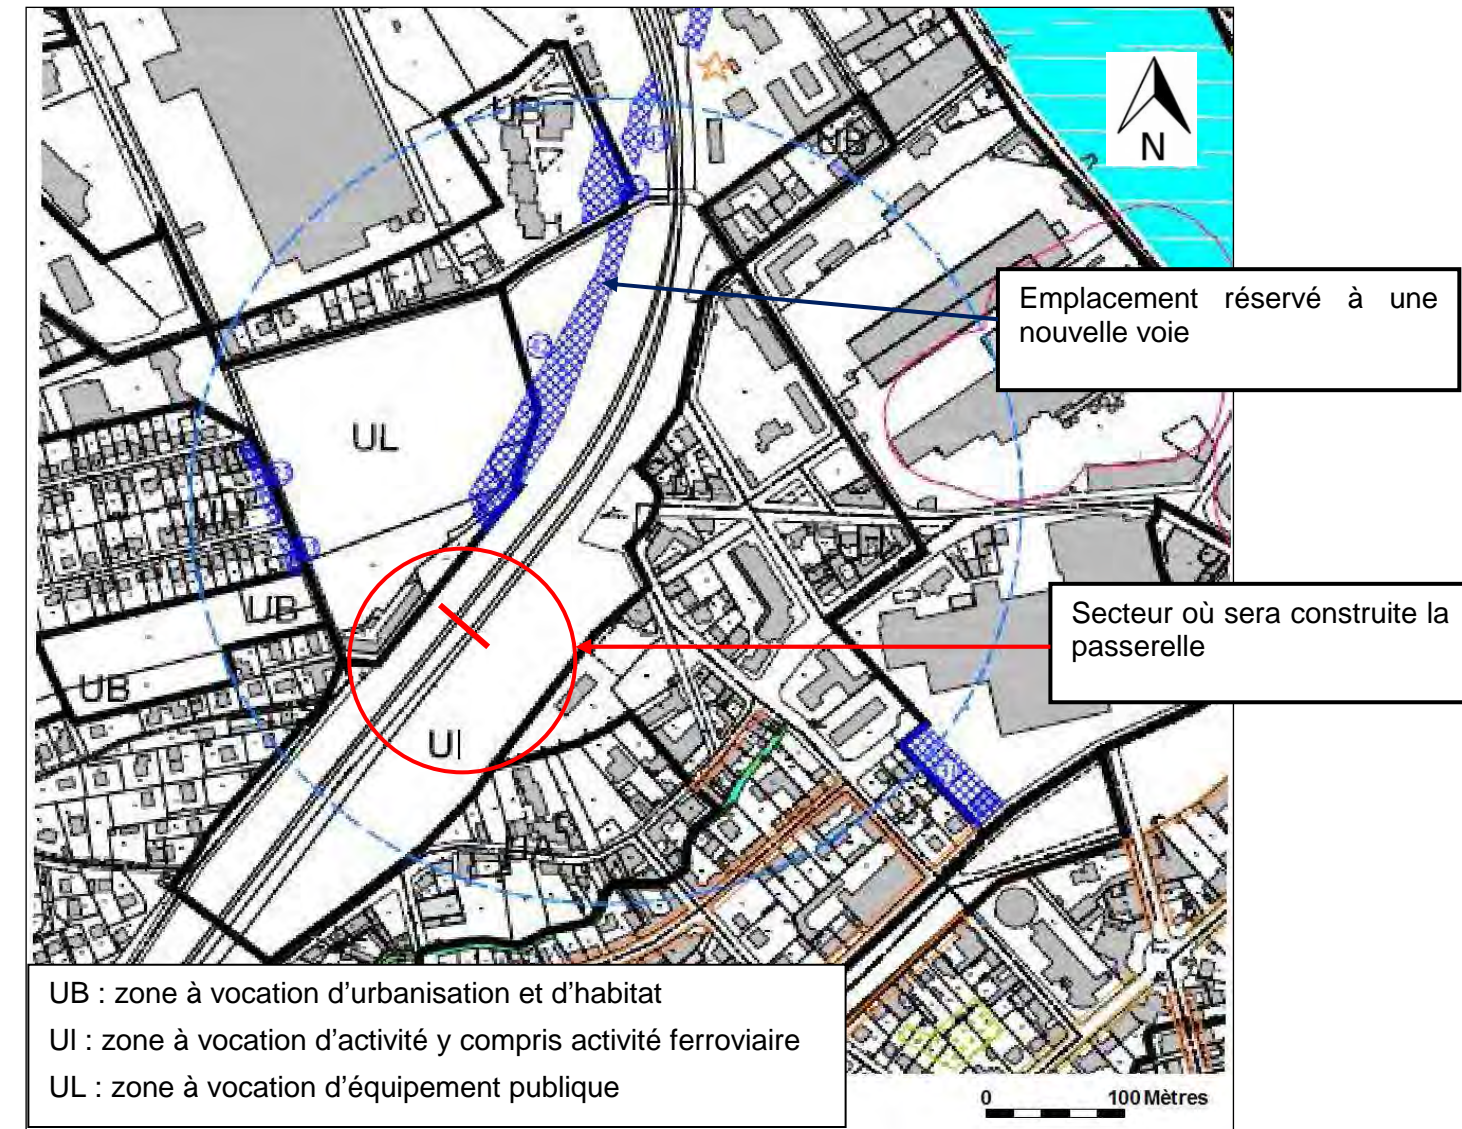 N
UB
Emplacement réservé à une
nouvelle voie
UL
UB
UB
UI
Secteur où sera construite la
passerelle
UB : zone à vocation d'urbanisation et d'habitat
UI : zone à vocation d'activité y compris activité ferroviaire
UL : zone à vocation d'équipement publique
0 100 Mètres